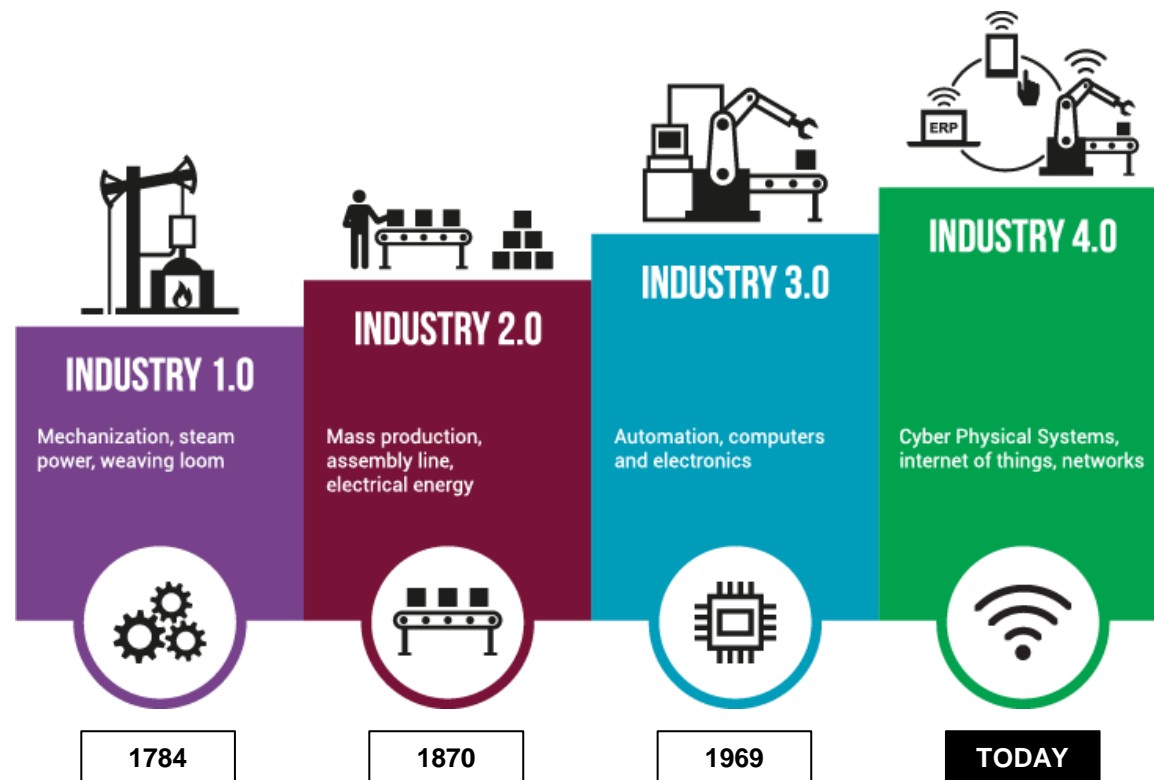 ERP
INDUSTRY 1.0
Mechanization, steam
power, weaving loom
1784
INDUSTRY 2.0
Mass production,
assembly line,
electrical energy
1870
INDUSTRY 3.0
Automation, computers
and electronics
1969
INDUSTRY 4.0
Cyber Physical Systems,
internet of things, networks
TODAY